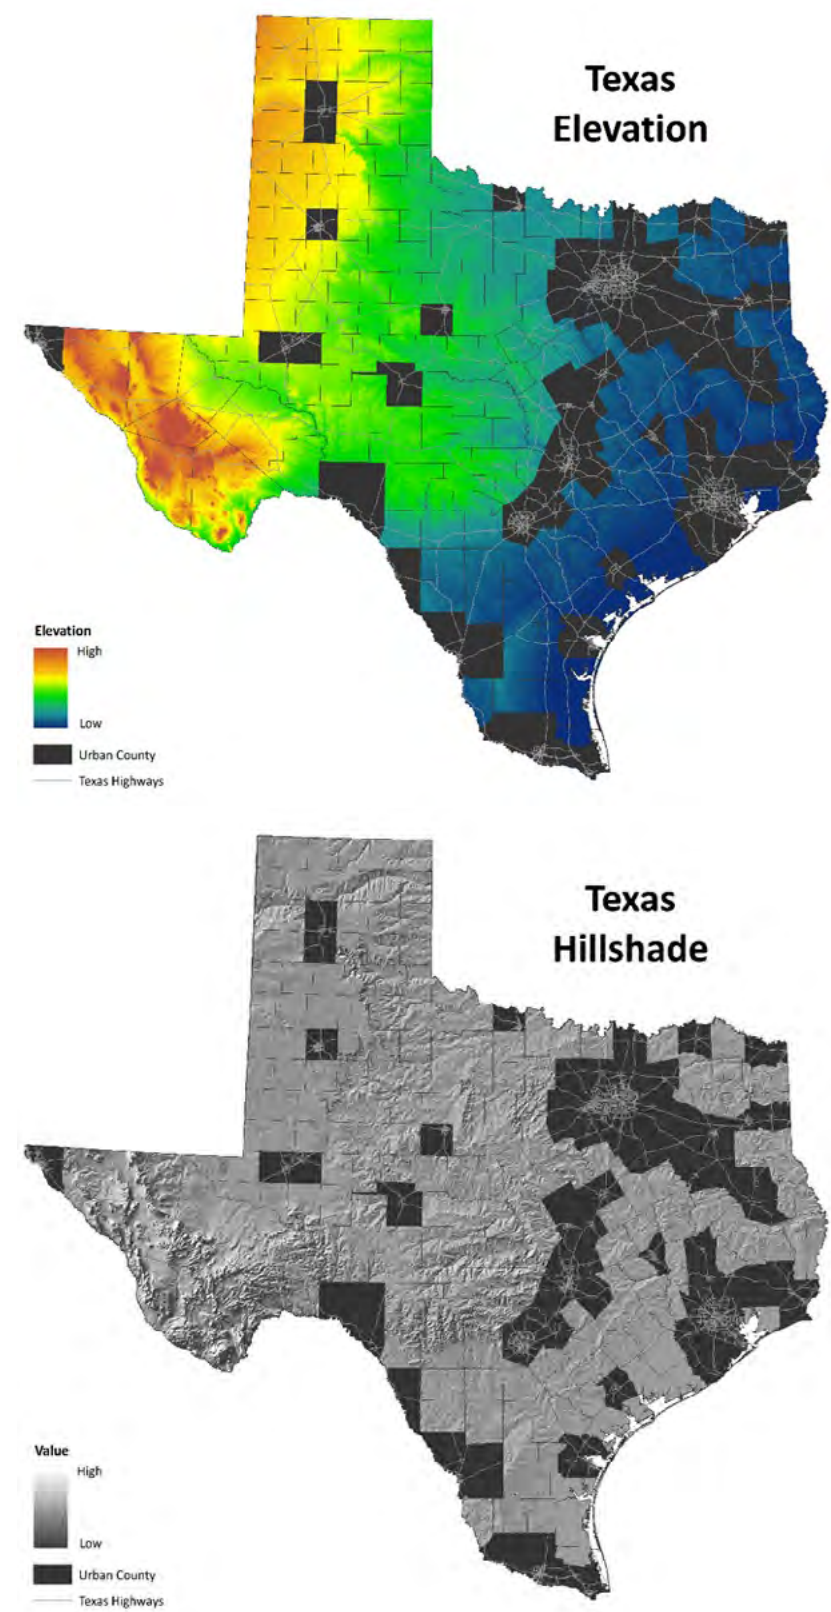 Texas
Elevation
Elevation
High
Low
Urban County
Texas Highways
Texas
Hillshade
Value
High
Low
Urban County
Texas Highways